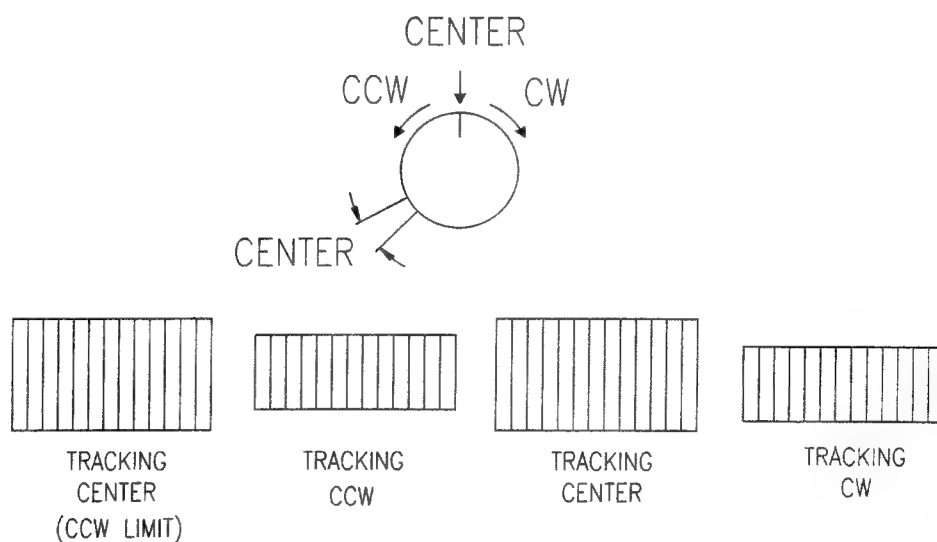 CENTER
CCW CW
CENTER
TRACKING
CENTER
(CCW LIMIT)
TRACKING
CCW
TRACKING
CENTER
TRACKING
CW